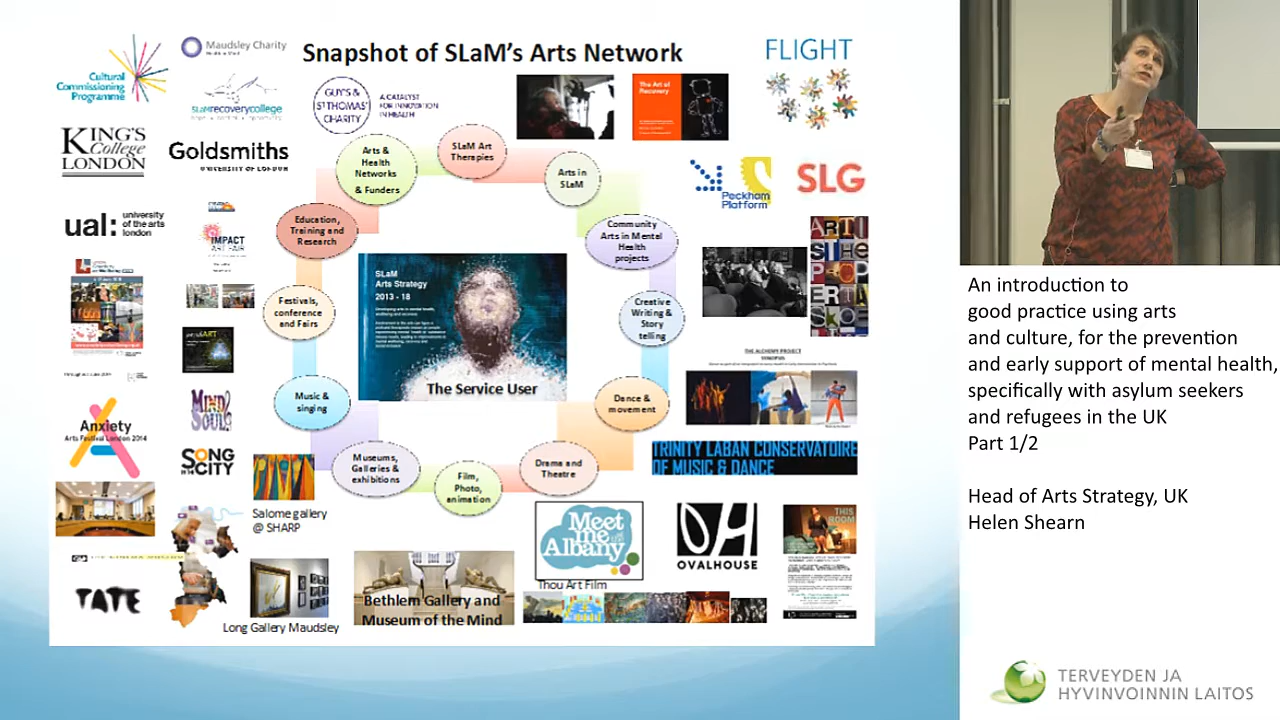 Snapshot of SLaM's Arts Network
Cultural
Commissioning
Programme
Maudsley Charity
SLaMrecoverycollege
GUY'S &
ST THOMAS'
CHARITY
A CATALYST
FOR INNOVATION
IN HEALTH
The Art of
Recovery
FLIGHT
KING'S
College
LONDON
Goldsmiths
UNIVERSITY OF LONDON
Arts &
Health
Networks
& Funders
SLaM Art
Therapies
Arts in
SLaM
Peckham
Platform
SLG
ual:
university
of the arts
london
IMPACT
ART FAIR
Education,
Training and
Research
Community
Arts in Mental
Health
projects
SLaM
Arts Strategy
2013 - 18
The Service User
Festivals,
conference
and Fairs
Creative
Writing &
Story
telling
THE ALCHEMY PROJECT
Music &
singing
Dance &
movement
Anxiety
Arts Festival London 2014
MIND &
SOUL
SONG
IN THE
CITY
TRINITY LABAN CONSERVATOIRE
OF MUSIC & DANCE
Museums,
Galleries &
exhibitions
Film,
Photo,
animation
Drama and
Theatre
Salome gallery
@ SHARP
Meet
me at the
Albany
OVALHOUSE
THIS
ROOM
Thou Art Film
TATE
Long Gallery Maudsley
Bethlem Gallery and
Museum of the Mind
An introduction to
good practice using arts
and culture, for the prevention
and early support of mental health,
specifically with asylum seekers
and refugees in the UK
Part 1/2
Head of Arts Strategy, UK
Helen Shearn
TERVEYDEN JA
HYVINVOINNIN LAITOS